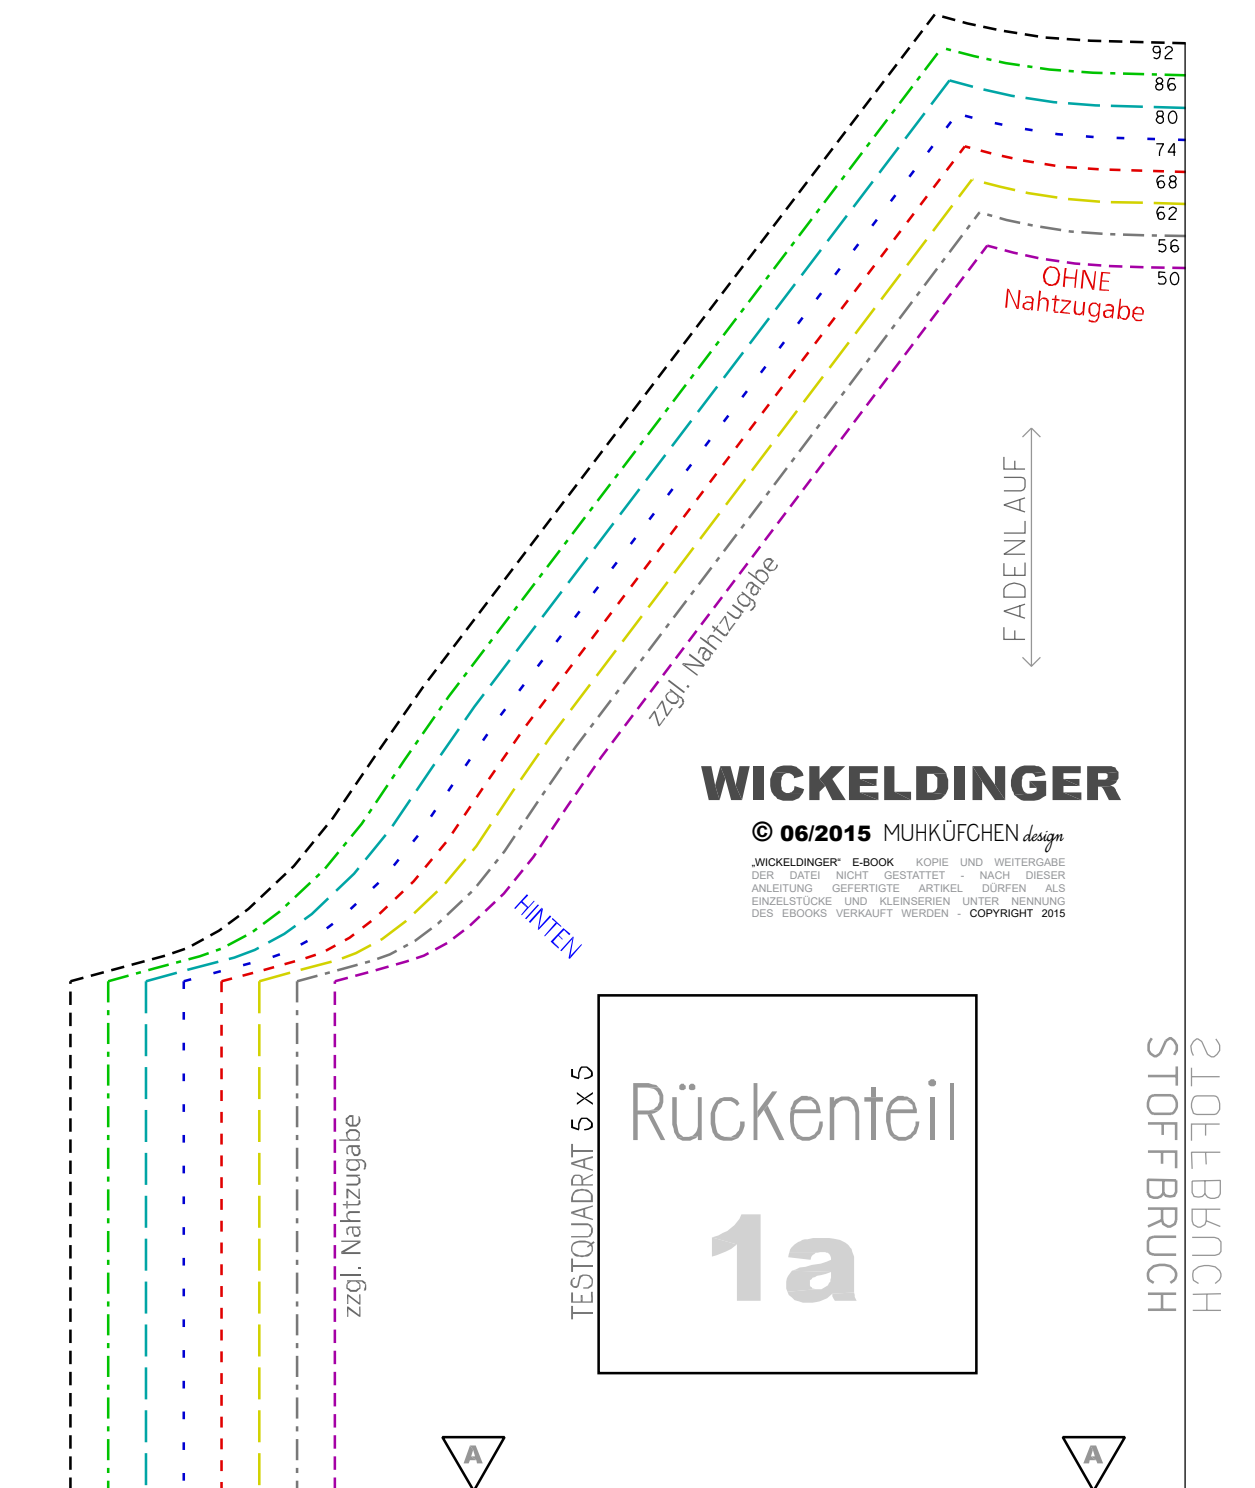 92
86
80
74
68
62
56
50
OHNE
Nahtzugabe
FADENLAUF
zzgl. Nahtzugabe
WICKELDINGER
© 06/2015 MUHKÜFCHEN design
„WICKELDINGER“ E-BOOK KOPIE UND WEITERGABE
DER DATEI NICHT GESTATTET - NACH DIESER
ANLEITUNG GEFERTIGTE ARTIKEL DÜRFEN ALS
EINZELSTÜCKE UND KLEINSERIEN UNTER NENNUNG
DES EBOOKS VERKAUFT WERDEN - COPYRIGHT 2015
HINTEN
zzgl. Nahtzugabe
TESTQUADRAT 5 x 5
Rückenteil
1a
STOFFBRUCH
STOFFBRUCH
A
A